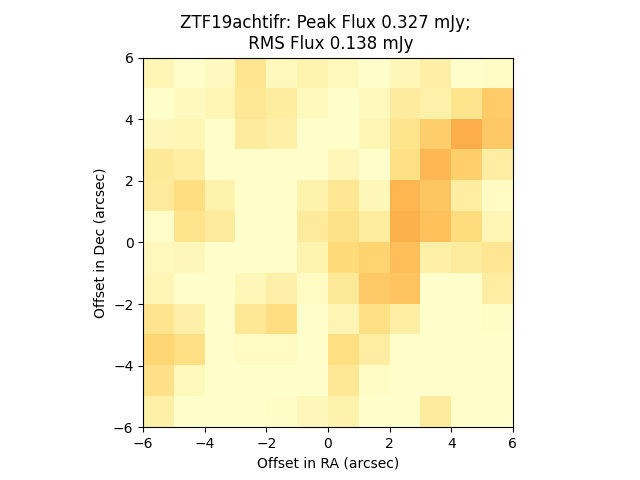 ZTF19achtifr: Peak Flux 0.327 mJy;
RMS Flux 0.138 mJy
6
4
2
0
−2
−4
−6
Offset in Dec (arcsec)
−6 −4 −2 0 2 4 6
Offset in RA (arcsec)